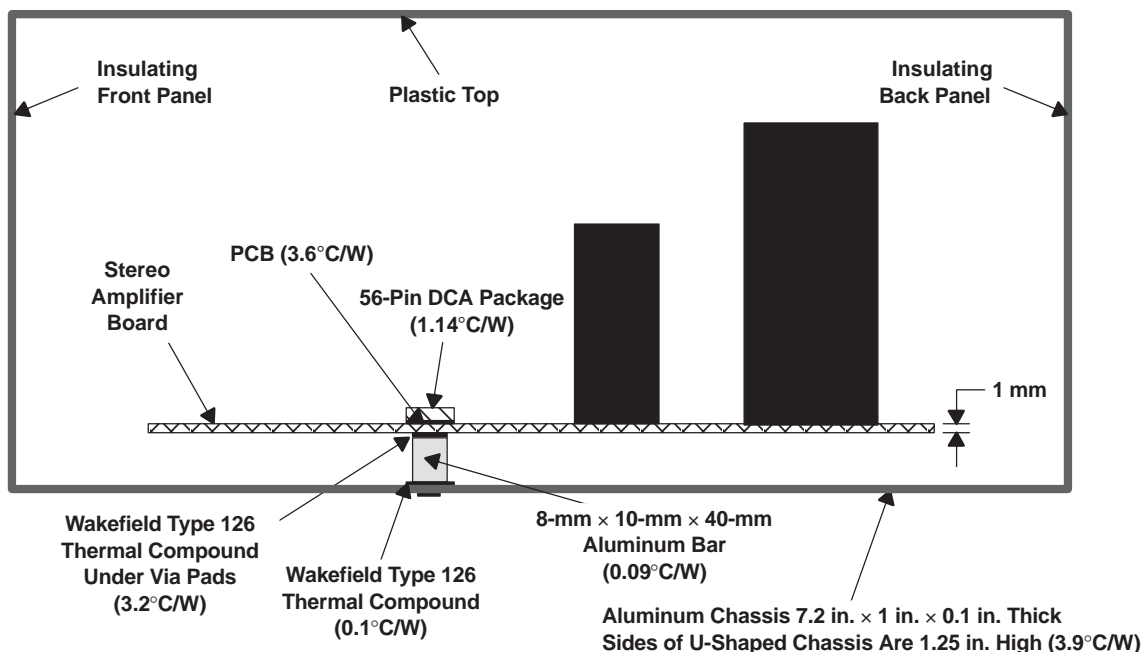 Insulating
Front Panel
Plastic Top
Insulating
Back Panel
PCB (3.6°C/W)
Stereo
Amplifier
Board
56-Pin DCA Package
(1.14°C/W)
1 mm
Wakefield Type 126
Thermal Compound
Under Via Pads
(3.2°C/W)
Wakefield Type 126
Thermal Compound
(0.1°C/W)
8-mm × 10-mm × 40-mm
Aluminum Bar
(0.09°C/W)
Aluminum Chassis 7.2 in. × 1 in. × 0.1 in. Thick
Sides of U-Shaped Chassis Are 1.25 in. High (3.9°C/W)